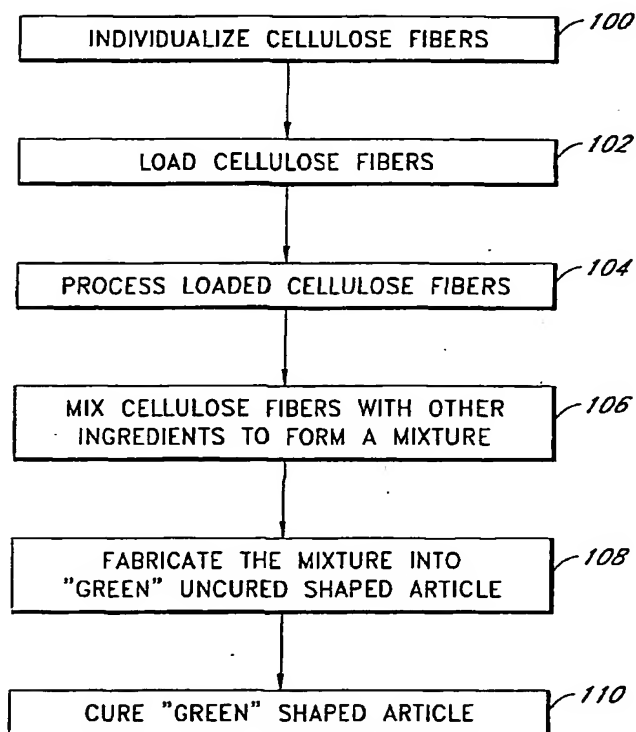 INDIVIDUALIZE CELLULOSE FIBERS
100
LOAD CELLULOSE FIBERS
102
PROCESS LOADED CELLULOSE FIBERS
104
MIX CELLULOSE FIBERS WITH OTHER
INGREDIENTS TO FORM A MIXTURE
106
FABRICATE THE MIXTURE INTO
"GREEN" UNCURED SHAPED ARTICLE
108
CURE "GREEN" SHAPED ARTICLE
110